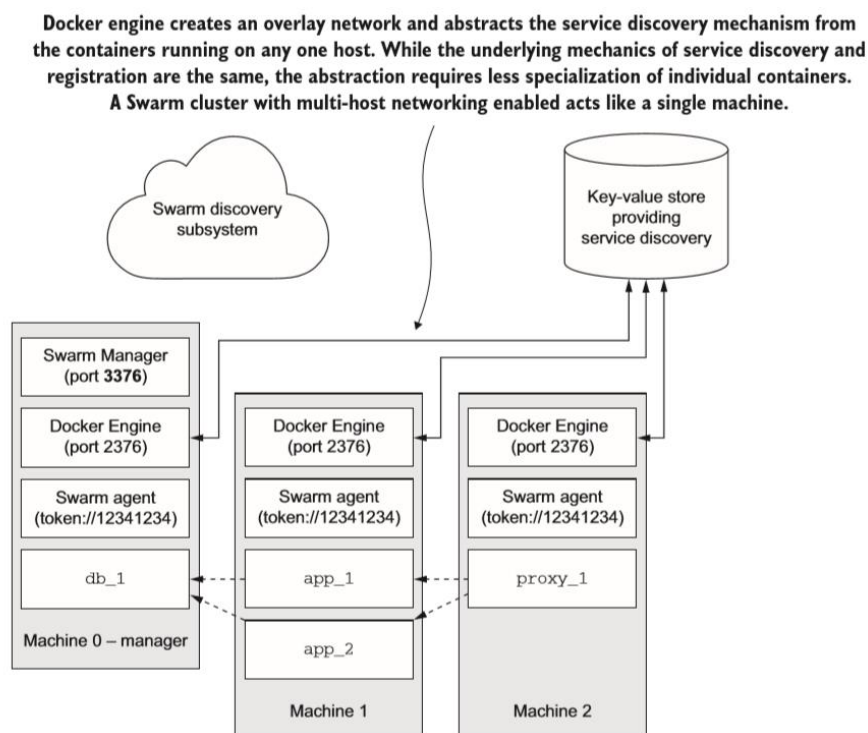 Docker engine creates an overlay network and abstracts the service discovery mechanism from
the containers running on any one host. While the underlying mechanics of service discovery and
registration are the same, the abstraction requires less specialization of individual containers.
A Swarm cluster with multi-host networking enabled acts like a single machine.
Swarm discovery
subsystem
Key-value store
providing
service discovery
Swarm Manager
(port 3376)
Docker Engine
(port 2376)
Swarm agent
(token://12341234)
db_1
Machine 0 – manager
Docker Engine
(port 2376)
Swarm agent
(token://12341234)
app_1
app_2
Machine 1
Docker Engine
(port 2376)
Swarm agent
(token://12341234)
proxy_1
Machine 2